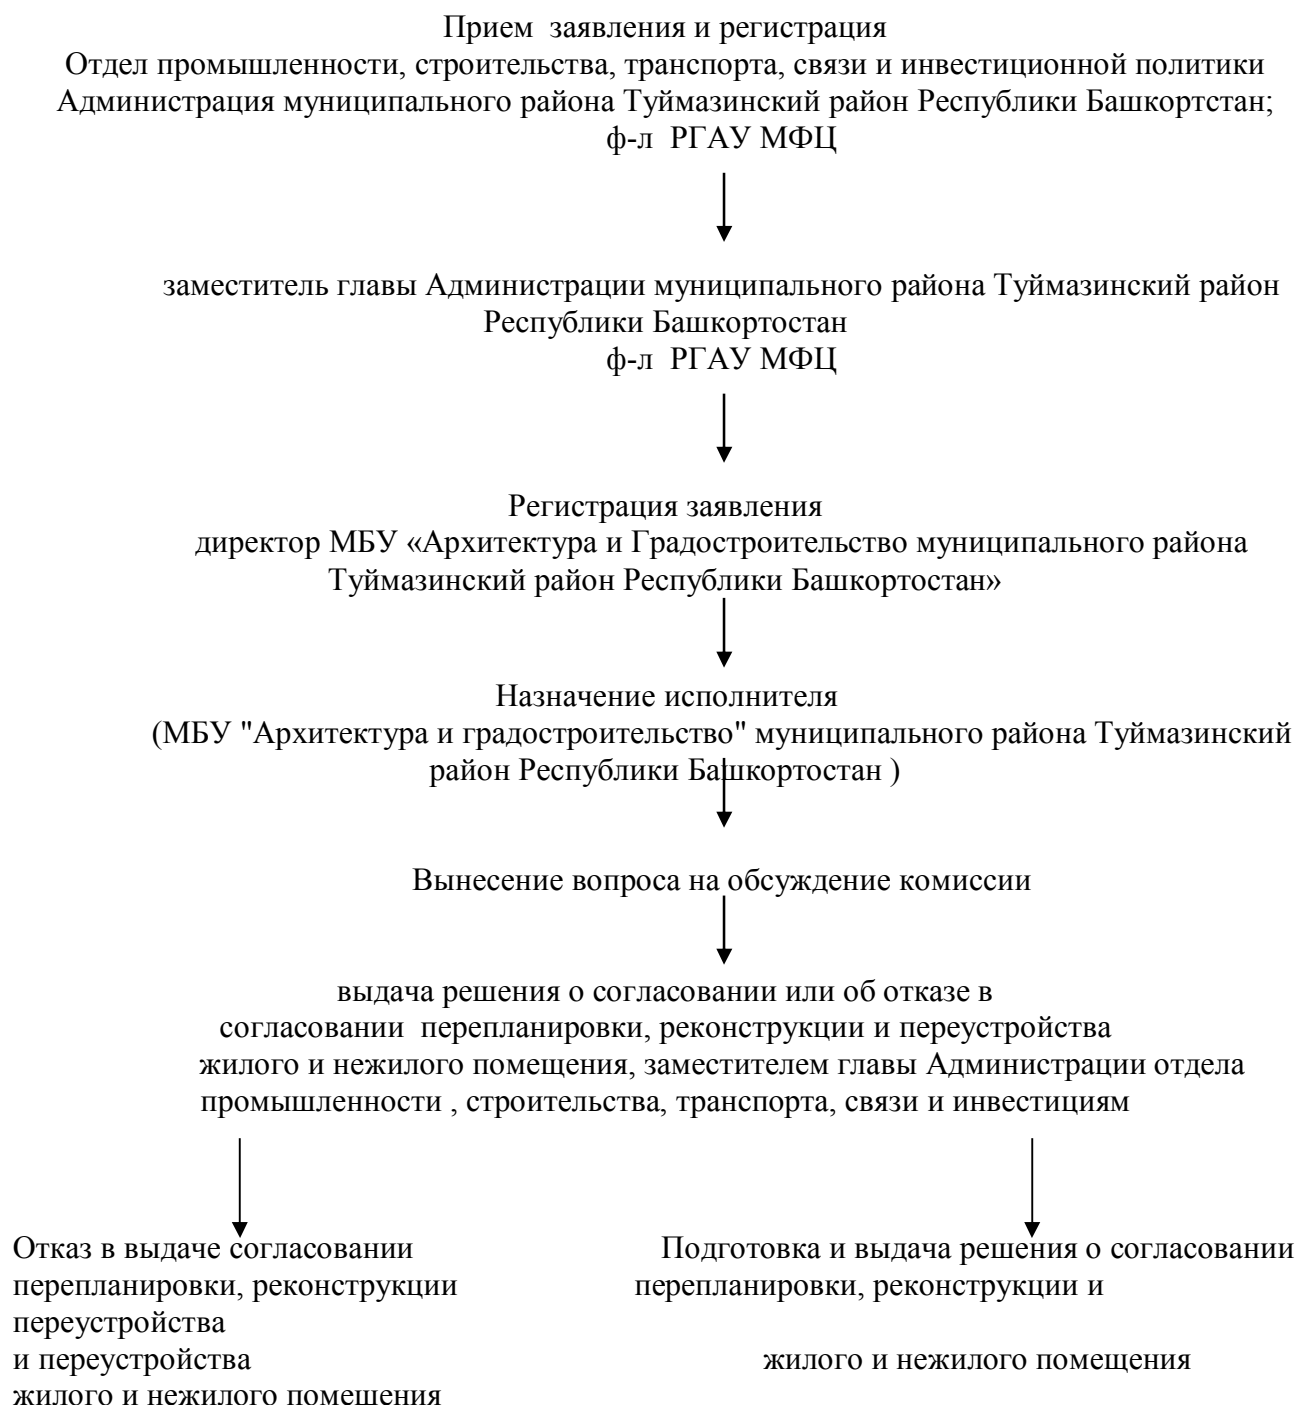 Прием заявления и регистрация
Отдел промышленности, строительства, транспорта, связи и инвестиционной политики
Администрация муниципального района Туймазинский район Республики Башкортстан;
ф-л РГАУ МФЦ
заместитель главы Администрации муниципального района Туймазинский район
Республики Башкортостан
ф-л РГАУ МФЦ
Регистрация заявления
директор МБУ «Архитектура и Градостроительство муниципального района
Туймазинский район Республики Башкортостан»
Назначение исполнителя
(МБУ "Архитектура и градостроительство" муниципального района Туймазинский
район Республики Башкортостан )
Вынесение вопроса на обсуждение комиссии
выдача решения о согласовании или об отказе в
согласовании перепланировки, реконструкции и переустройства
жилого и нежилого помещения, заместителем главы Администрации отдела
промышленности , строительства, транспорта, связи и инвестициям
Отказ в выдаче согласовании Подготовка и выдача решения о согласовании
перепланировки, реконструкции перепланировки, реконструкции и
переустройства
и переустройства жилого и нежилого помещения
жилого и нежилого помещения